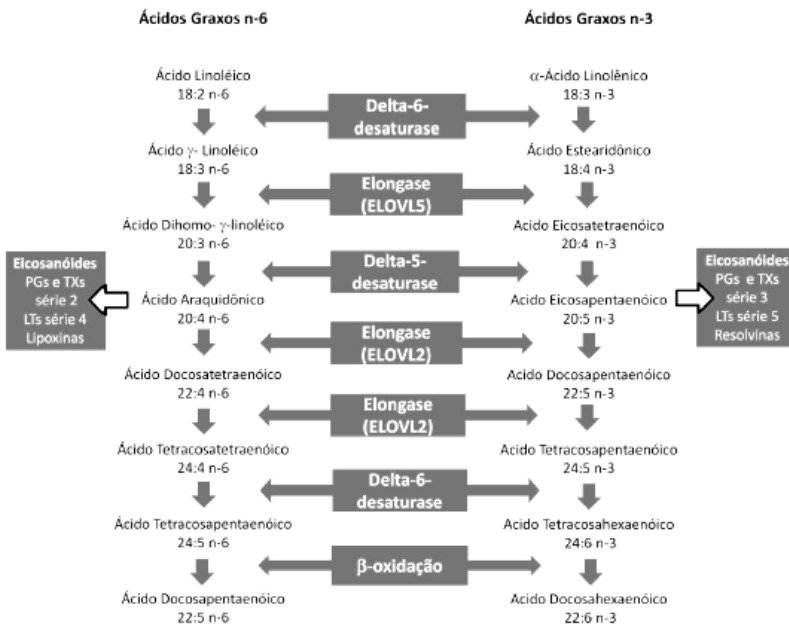 Ácidos Graxos n-6
Ácidos Graxos n-3
Ácido Linoléico
18:2 n-6
α-Ácido Linolênico
18:3 n-3
Delta-6-
desaturase
Ácido γ- Linoléico
18:3 n-6
Ácido Estearidônico
18:4 n-3
Elongase
(ELOVL5)
Ácido Dihomo- γ-linoléico
20:3 n-6
Acido Eicosatetraenóico
20:4 n-3
Delta-5-
desaturase
Eicosanóides
PGs e TXs
série 2
LTs série 4
Lipoxinas
Ácido Araquidônico
20:4 n-6
Acido Eicosapentaenóico
20:5 n-3
Eicosanóides
PGs e TXs
série 3
LTs série 5
Resolvinas
Elongase
(ELOVL2)
Ácido Docosatetraenóico
22:4 n-6
Acido Docosapentaenóico
22:5 n-3
Elongase
(ELOVL2)
Ácido Tetracosatetraenóico
24:4 n-6
Acido Tetracosapentaenóico
24:5 n-3
Delta-6-
desaturase
Ácido Tetracosapentaenóico
24:5 n-6
Acido Tetracosahexaenóico
24:6 n-3
β-oxidação
Ácido Docosapentaenóico
22:5 n-6
Acido Docosahexaenóico
22:6 n-3